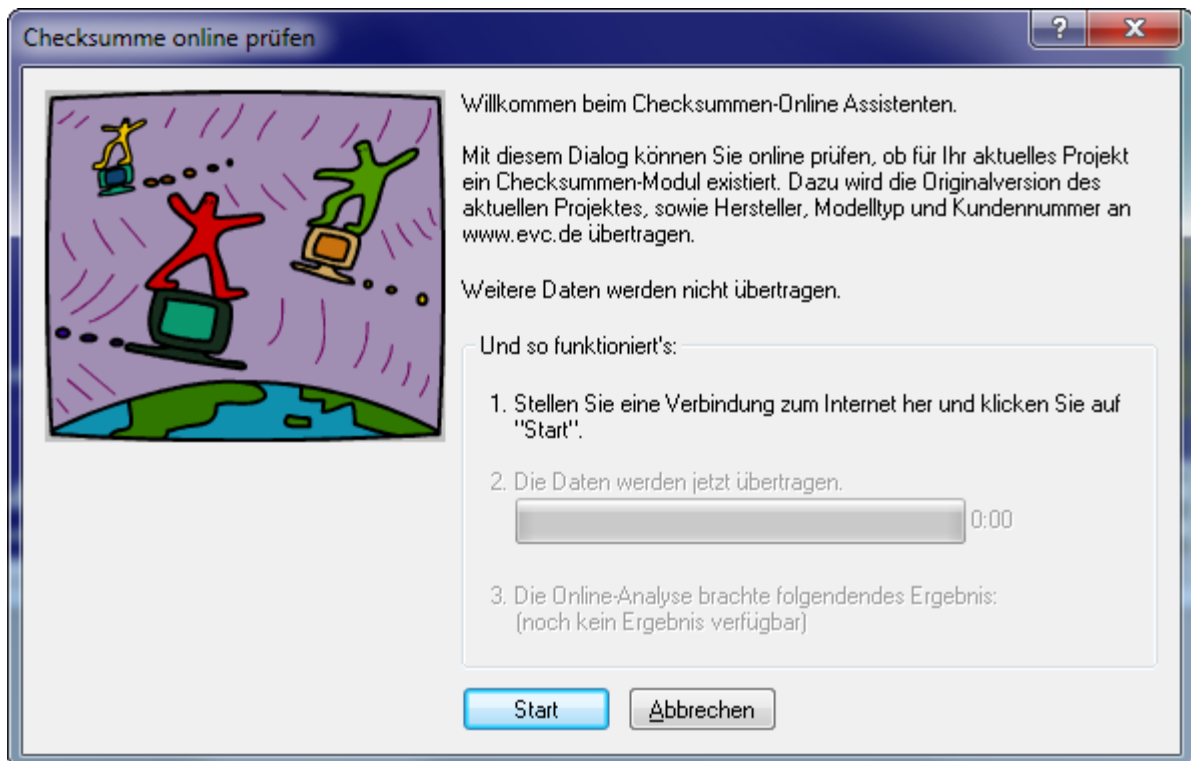 Checksumme online prüfen
?
Willkommen beim Checksummen-Online Assistenten.
Mit diesem Dialog können Sie online prüfen, ob für Ihr aktuelles Projekt
ein Checksummen-Modul existiert. Dazu wird die Originalversion des
aktuellen Projektes, sowie Hersteller, Modelltyp und Kundennummer an
www.evc.de übertragen.
Weitere Daten werden nicht übertragen.
Und so funktioniert's:
1. Stellen Sie eine Verbindung zum Internet her und klicken Sie auf
"Start".
2. Die Daten werden jetzt übertragen.
0:00
3. Die Online-Analyse brachte folgendendes Ergebnis:
(noch kein Ergebnis verfügbar)
Start
Abbrechen